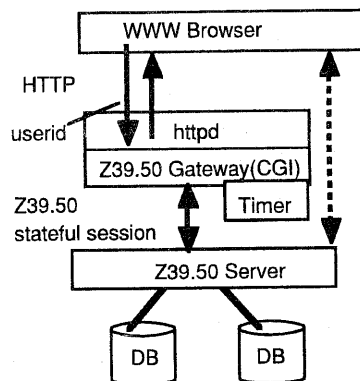 WWW Browser
HTTP
userid
httpd
Z39.50 Gateway(CGI)
Z39.50
stateful session
Timer
Z39.50 Server
DB
DB